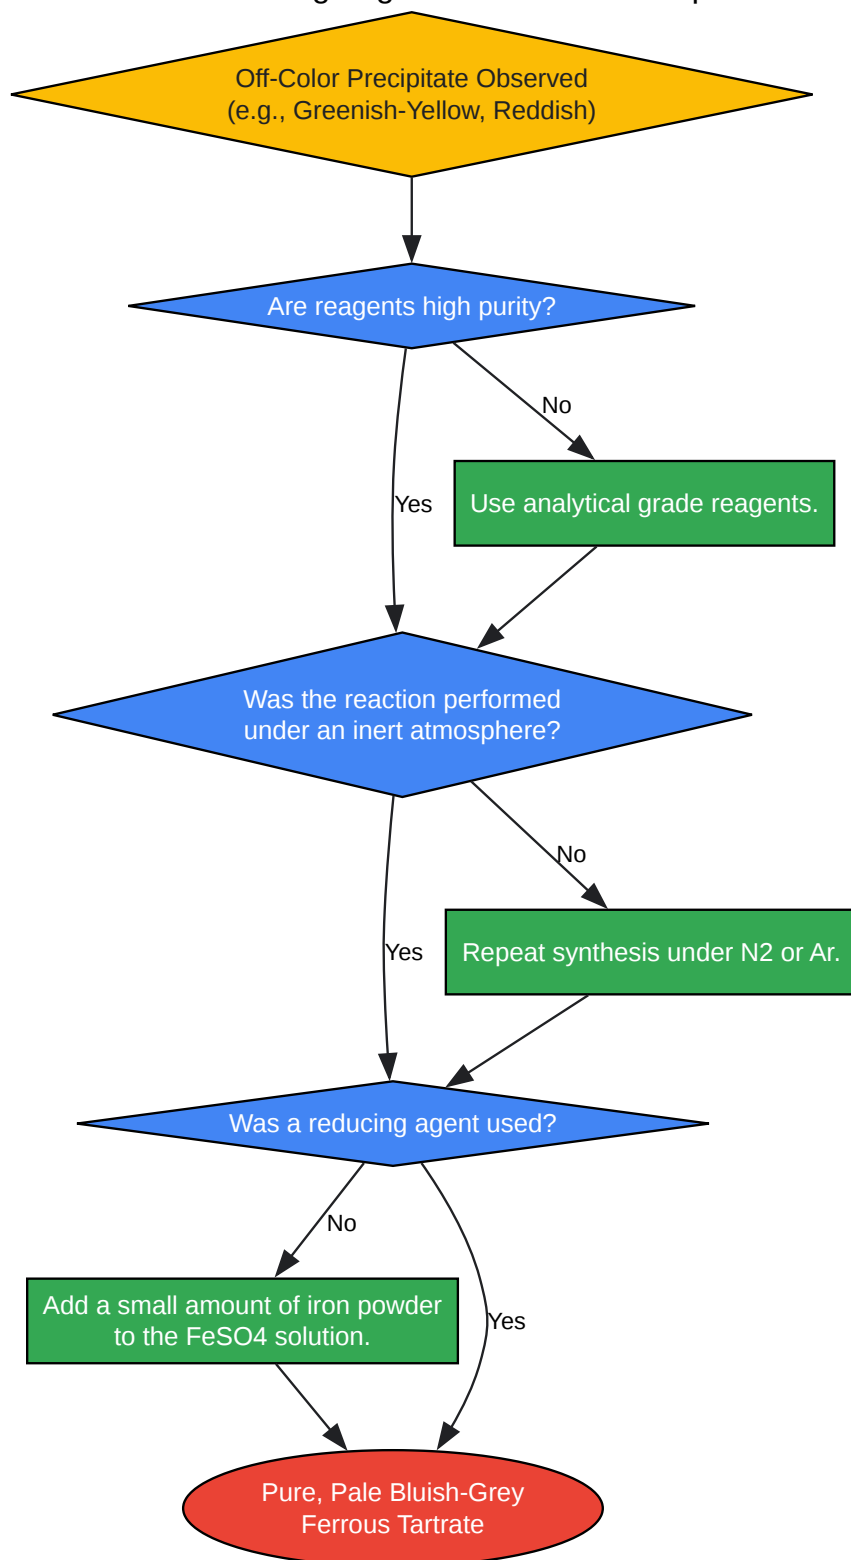 Off-Color Precipitate Observed
(e.g., Greenish-Yellow, Reddish)
Are reagents high purity?
No
Yes
Use analytical grade reagents.
Was the reaction performed
under an inert atmosphere?
No
Yes
Repeat synthesis under N2 or Ar.
Was a reducing agent used?
No
Add a small amount of iron powder
to the FeSO4 solution.
Yes
Pure, Pale Bluish-Grey
Ferrous Tartrate